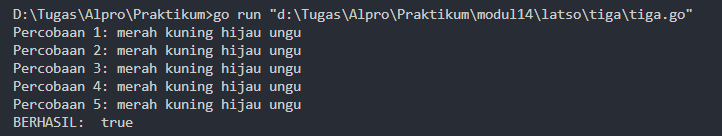 D:\Tugas\Alpro\Praktikum>go run "d:\Tugas\Alpro\Praktikum\modul14\latso\tiga\tiga.go"
Percobaan 1: merah kuning hijau ungu
Percobaan 2: merah kuning hijau ungu
Percobaan 3: merah kuning hijau ungu
Percobaan 4: merah kuning hijau ungu
Percobaan 5: merah kuning hijau ungu
BERHASIL:  true